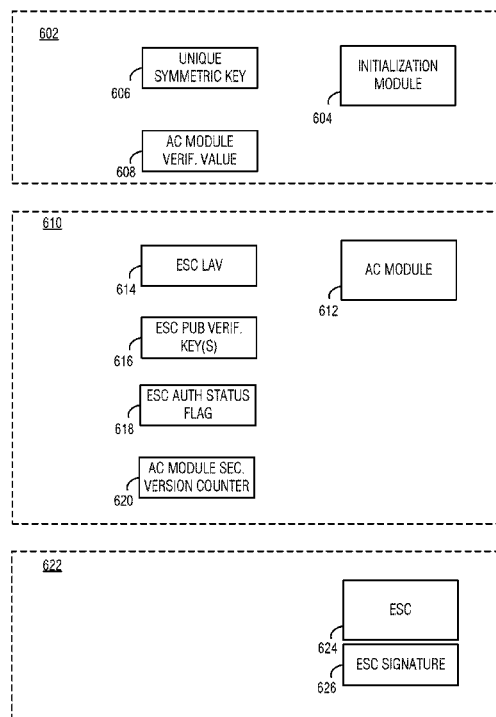 602
UNIQUE
SYMMETRIC KEY
606
INITIALIZATION
MODULE
604
AC MODULE
VERIF. VALUE
608
610
ESC LAV
614
AC MODULE
612
ESC PUB VERIF.
KEY(S)
616
ESC AUTH STATUS
FLAG
618
AC MODULE SEC.
VERSION COUNTER
620
622
ESC
624
ESC SIGNATURE
626